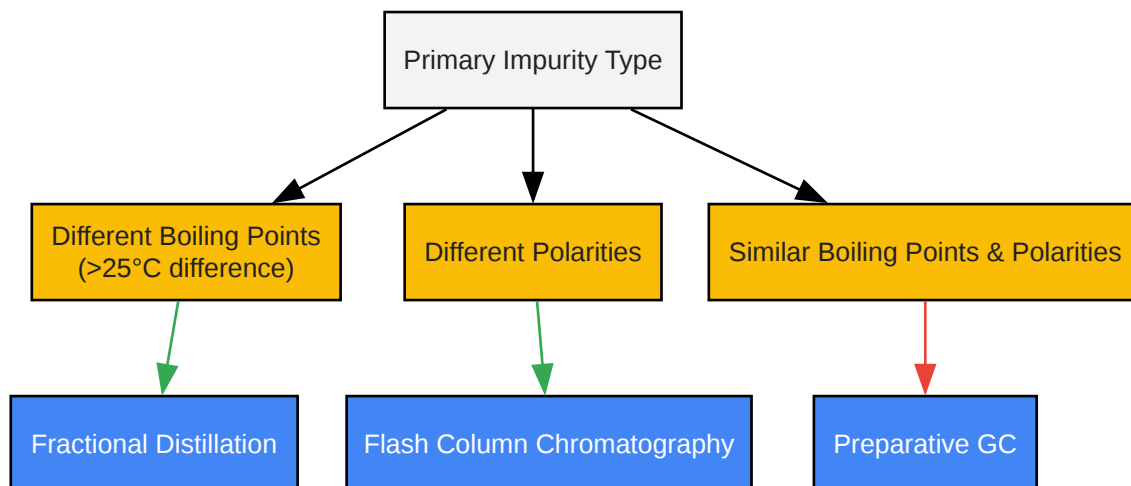 Primary Impurity Type
Different Boiling Points
(>25°C difference)
Different Polarities
Similar Boiling Points & Polarities
Fractional Distillation
Flash Column Chromatography
Preparative GC